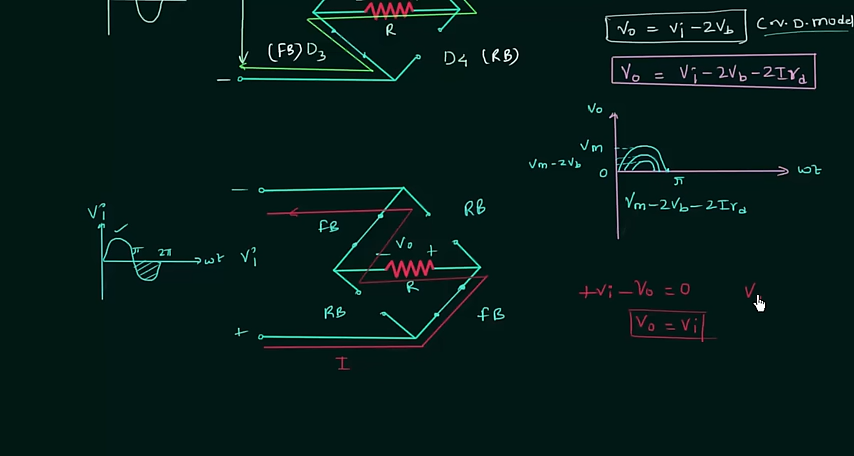 R
(FB) D3
D4 (RB)
−
Vo = Vi − 2Vb
C.V.D. model
Vo = Vi − 2Vb − 2Ird
Vo
Vm
Vm − 2Vb
0
π
ωt
Vm − 2Vb − 2Ird
Vi
π
2π
ωt
Vi
−
RB
FB
− Vo +
R
RB
FB
+
I
+Vi − Vo = 0
Vo = Vi